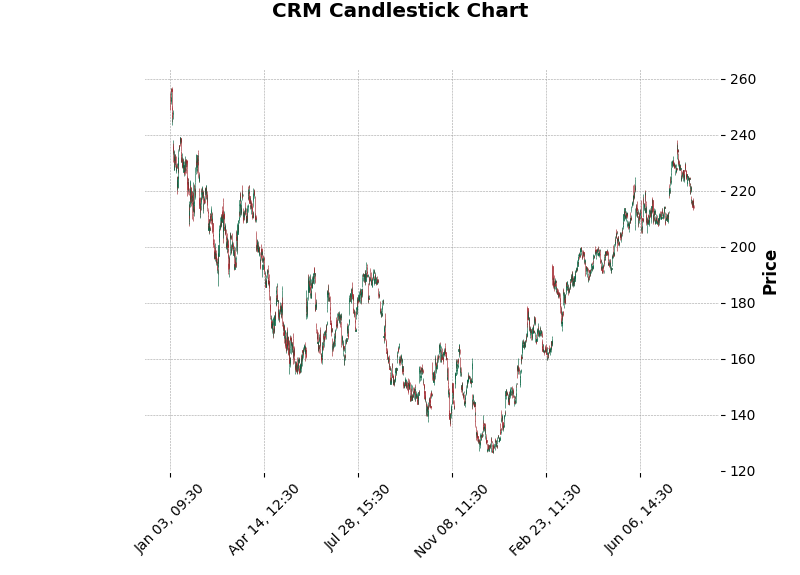 CRM Candlestick Chart
260
240
220
200
180
160
140
120
Price
Jan 03, 09:30
Apr 14, 12:30
Jul 28, 15:30
Nov 08, 11:30
Feb 23, 11:30
Jun 06, 14:30